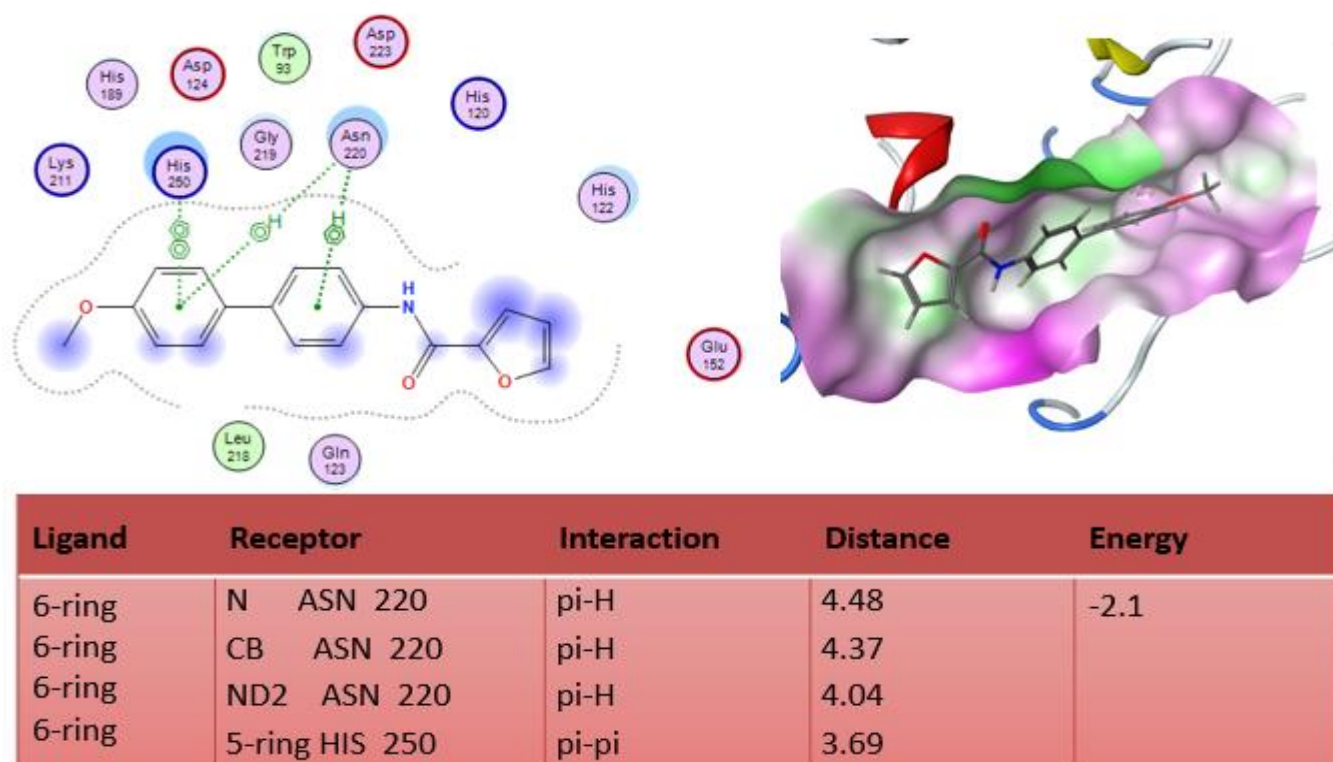 Asp 223
Trp 93
Asp 124
His 189
His 120
Asn 220
Gly 219
Lys 211
His 250
His 122
H
H
H
N
O
O
O
Glu 152
Leu 218
Gln 123
Ligand Receptor Interaction Distance Energy
6-ring N ASN 220 pi-H 4.48 -2.1
6-ring CB ASN 220 pi-H 4.37
6-ring ND2 ASN 220 pi-H 4.04
6-ring 5-ring HIS 250 pi-pi 3.69